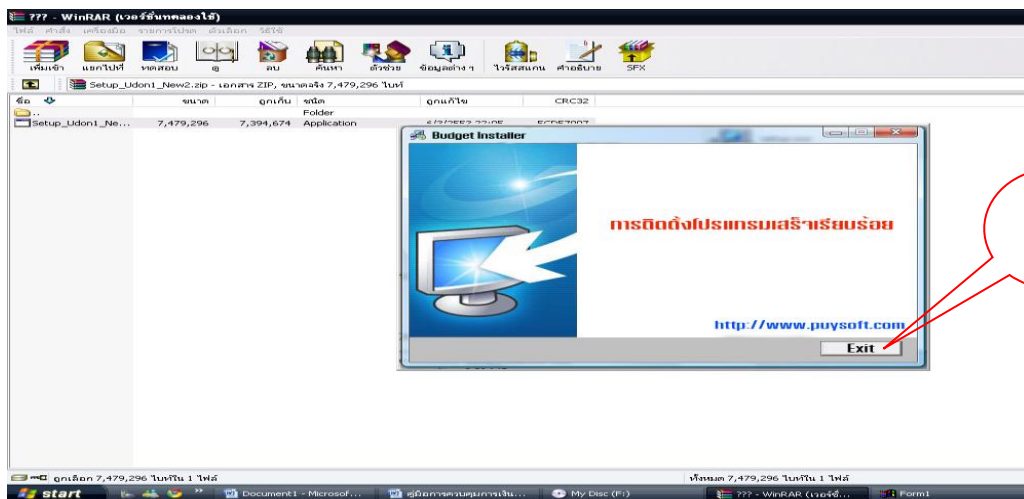 ??? - WinRAR (เวอร์ชั่นทดลองใช้)
ไฟล์ คำสั่ง เครื่องมือ รายการโปรด ตัวเลือก วิธีใช้
เพิ่มเข้า แยกไปที่ ทดสอบ ดู ลบ ค้นหา ตัวช่วย ข้อมูลต่าง ๆ ไวรัสสแกน คำอธิบาย SFX
Setup_Udon1_New2.zip - เอกสาร ZIP, ขนาดจริง 7,479,296 ไบท์
ชื่อ ขนาด ถูกเก็บ ชนิด ถูกแก้ไข CRC32
.. Folder
Setup_Udon1_Ne... 7,479,296 7,394,674 Application
Budget Installer
การติดตั้งโปรแกรมเสร็จเรียบร้อย
http://www.puysoft.com
Exit
ถูกเลือก 7,479,296 ไบท์ใน 1 ไฟล์ ทั้งหมด 7,479,296 ไบท์ใน 1 ไฟล์
start Document1 - Microsof... คู่มือการควบคุมการเงิน... My Disc (F:) ??? - WinRAR (เวอร์ชั่... Form1